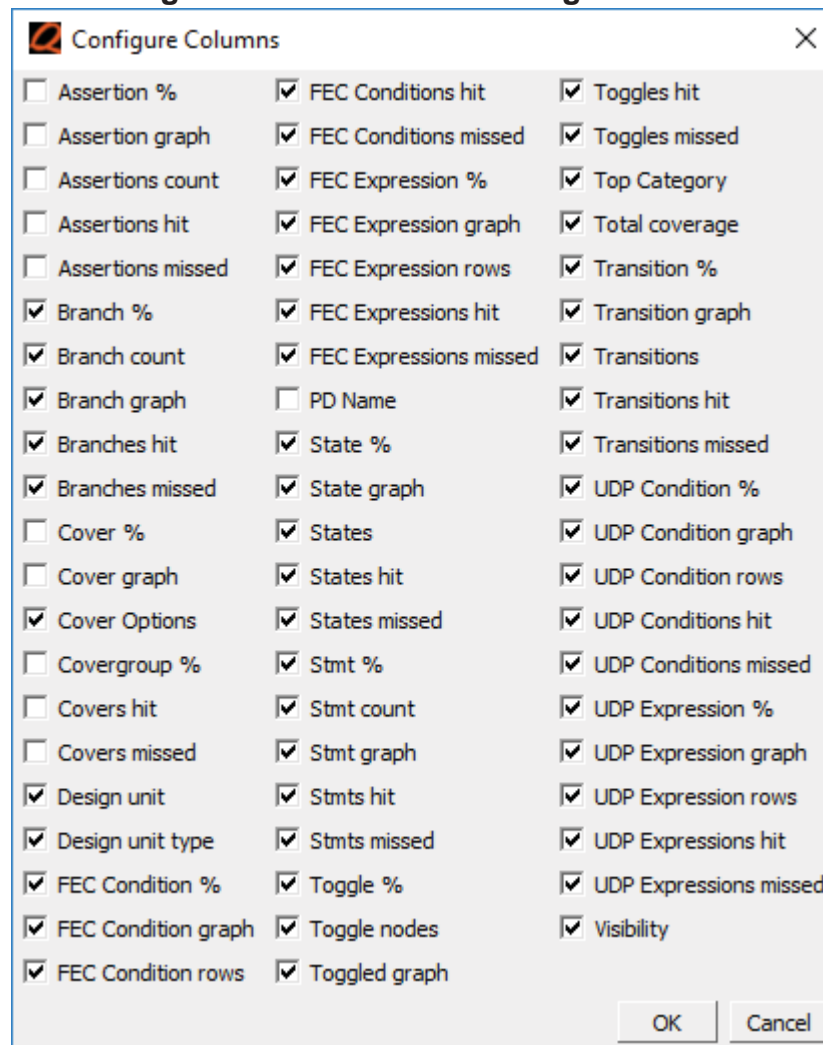 Configure Columns
Assertion %
Assertion graph
Assertions count
Assertions hit
Assertions missed
Branch %
Branch count
Branch graph
Branches hit
Branches missed
Cover %
Cover graph
Cover Options
Covergroup %
Covers hit
Covers missed
Design unit
Design unit type
FEC Condition %
FEC Condition graph
FEC Condition rows
FEC Conditions hit
FEC Conditions missed
FEC Expression %
FEC Expression graph
FEC Expression rows
FEC Expressions hit
FEC Expressions missed
PD Name
State %
State graph
States
States hit
States missed
Stmt %
Stmt count
Stmt graph
Stmts hit
Stmts missed
Toggle %
Toggle nodes
Toggled graph
Toggles hit
Toggles missed
Top Category
Total coverage
Transition %
Transition graph
Transitions
Transitions hit
Transitions missed
UDP Condition %
UDP Condition graph
UDP Condition rows
UDP Conditions hit
UDP Conditions missed
UDP Expression %
UDP Expression graph
UDP Expression rows
UDP Expressions hit
UDP Expressions missed
Visibility
OK
Cancel